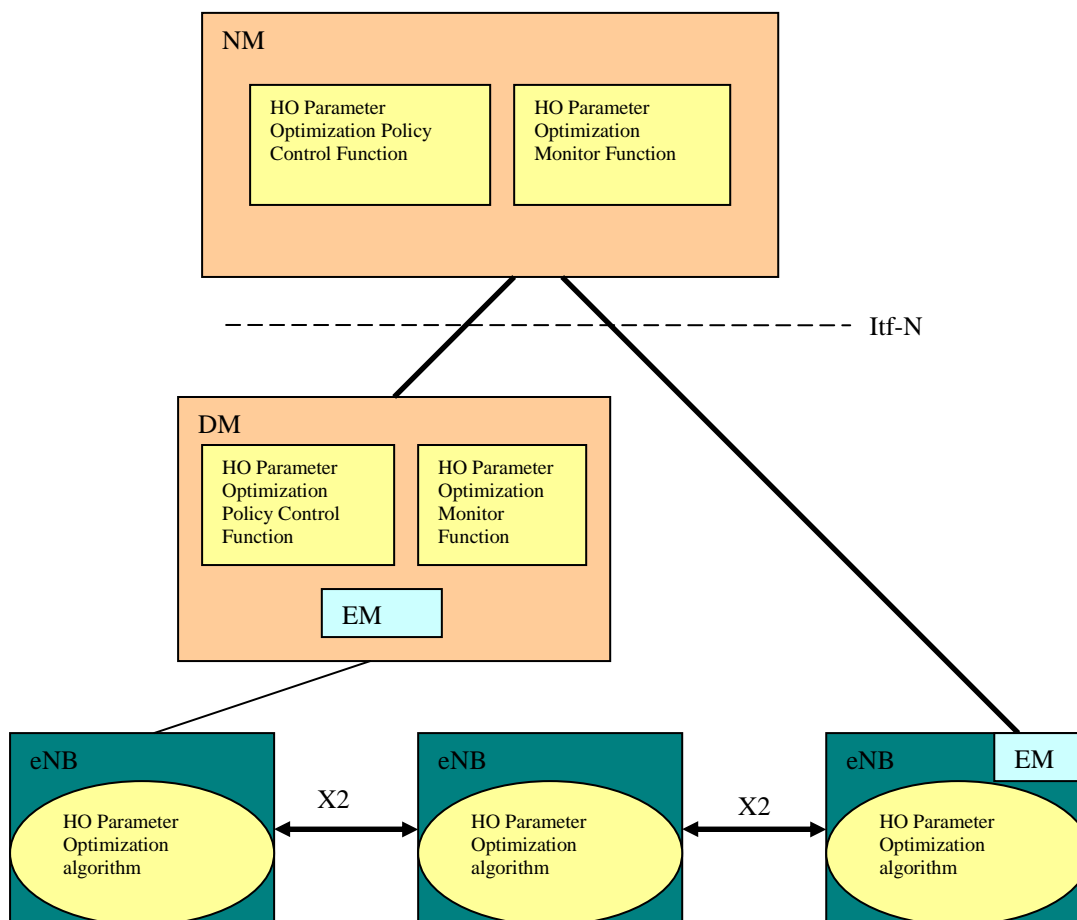 NM
HO Parameter
Optimization Policy
Control Function
HO Parameter
Optimization
Monitor Function
Itf-N
DM
HO Parameter
Optimization
Policy Control
Function
HO Parameter
Optimization
Monitor
Function
EM
eNB
HO Parameter
Optimization
algorithm
X2
eNB
HO Parameter
Optimization
algorithm
X2
eNB
EM
HO Parameter
Optimization
algorithm